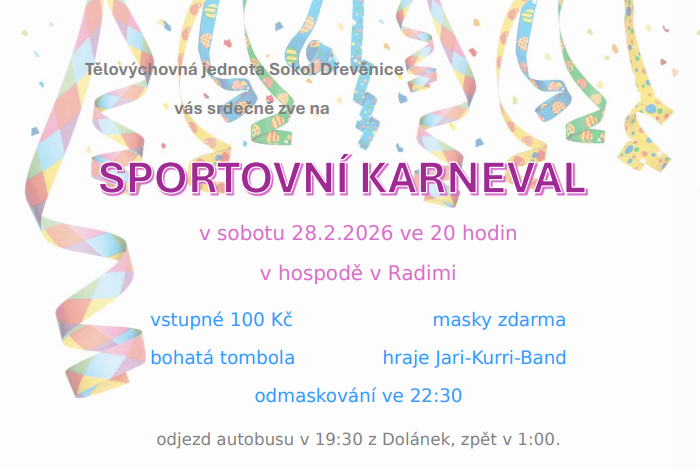 Tělovýchovná jednota Sokol Dřevěnice
vás srdečně zve na
SPORTOVNÍ KARNEVAL
v sobotu 28.2.2026 ve 20 hodin
v hospodě v Radimi
vstupné 100 Kč masky zdarma
bohatá tombola hraje Jari-Kurri-Band
odmaskování ve 22:30
odjezd autobusu v 19:30 z Dolánek, zpět v 1:00.